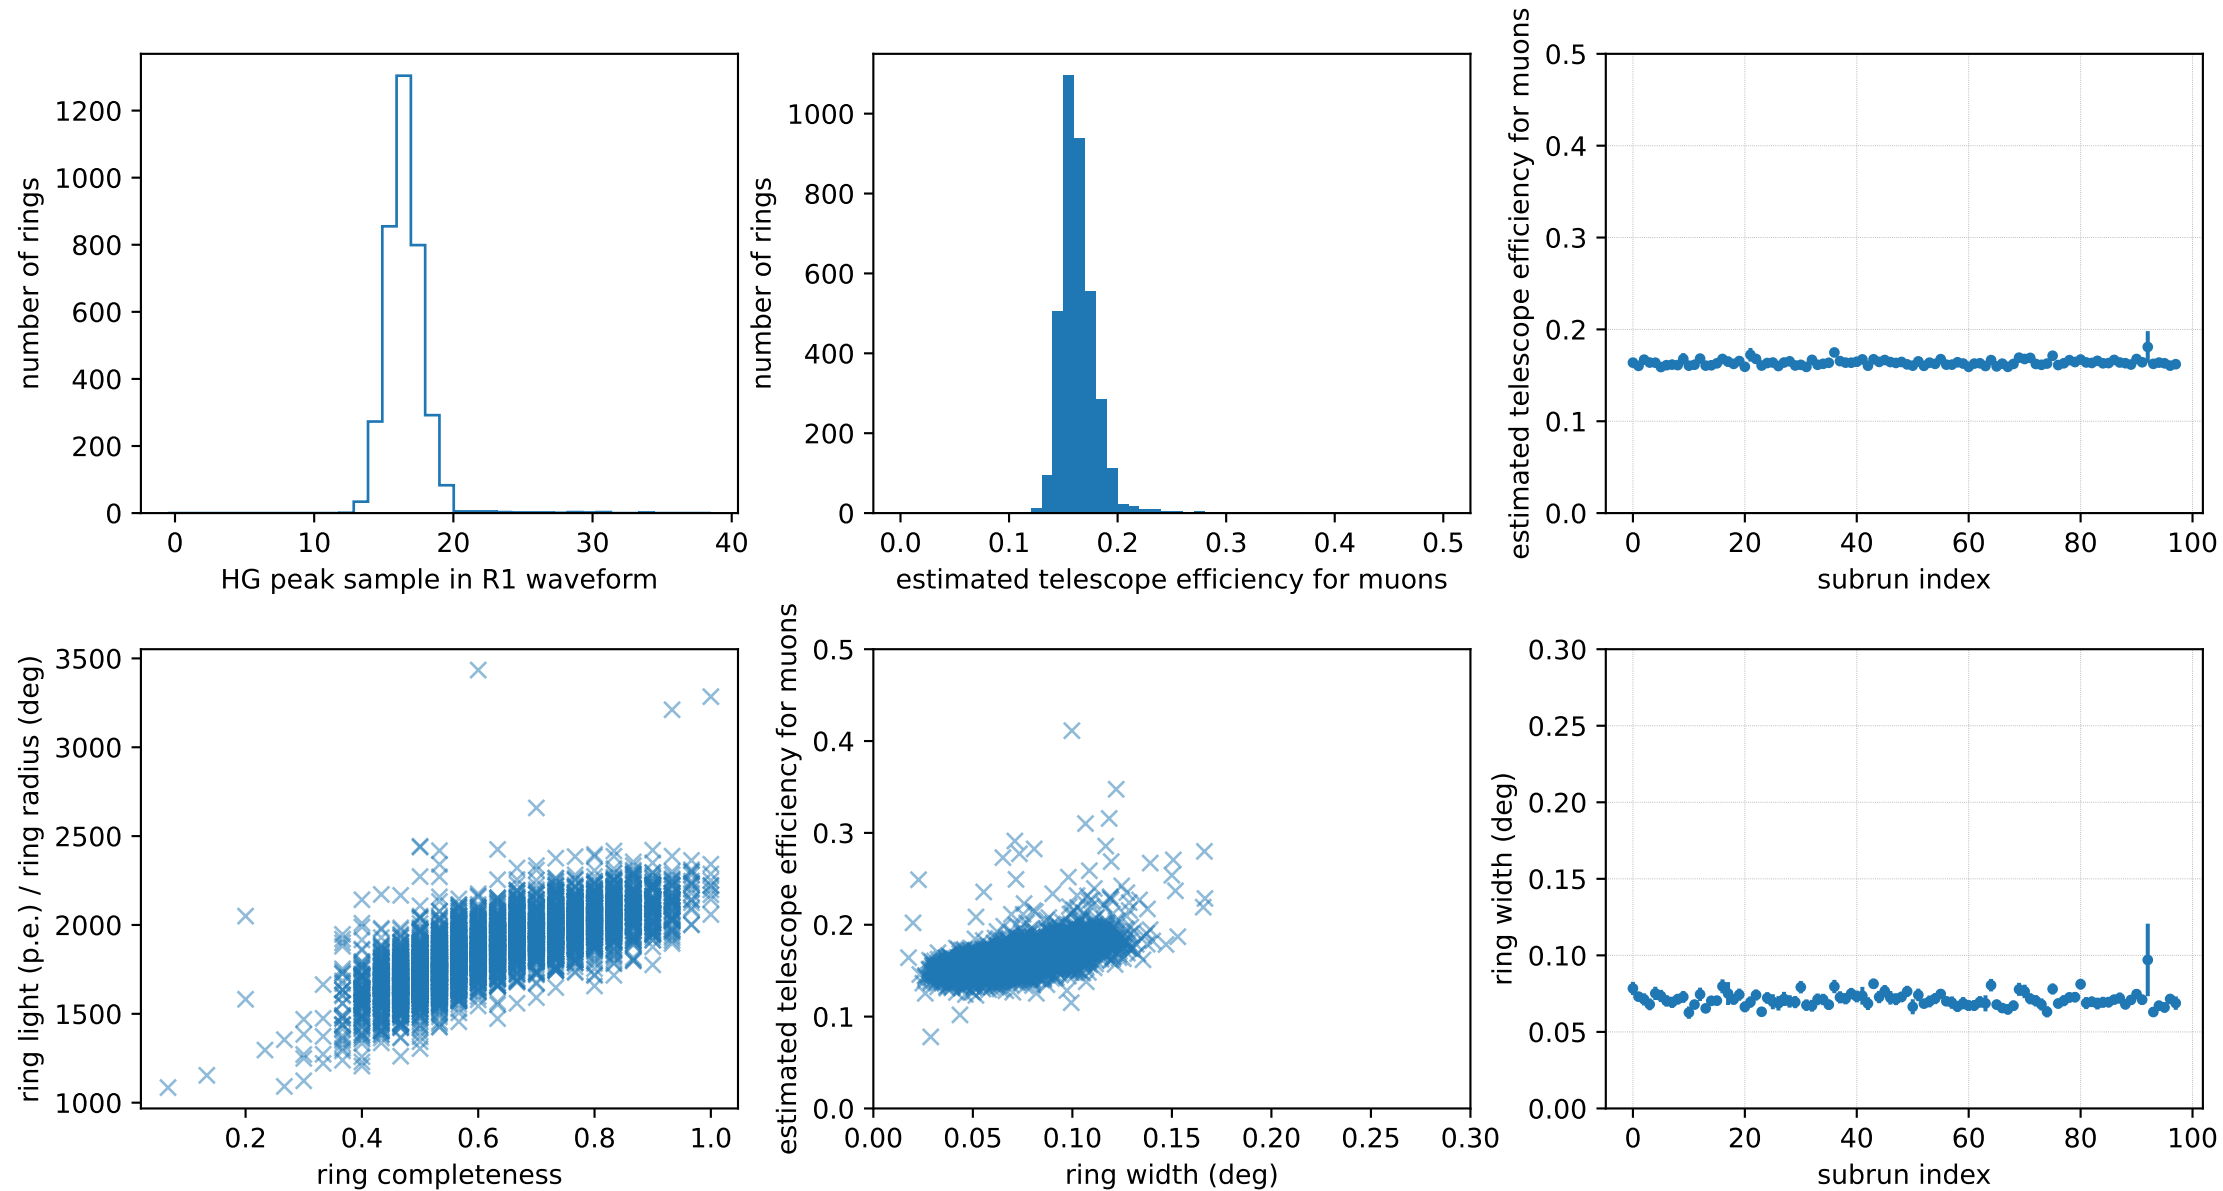 number of rings
1200
1000
800
600
400
200
0
0 10 20 30 40
HG peak sample in R1 waveform
number of rings
1000
800
600
400
200
0
0.0 0.1 0.2 0.3 0.4 0.5
estimated telescope efficiency for muons
estimated telescope efficiency for muons
0.5
0.4
0.3
0.2
0.1
0.0
0 20 40 60 80 100
subrun index
ring light (p.e.) / ring radius (deg)
3500
3000
2500
2000
1500
1000
0.2 0.4 0.6 0.8 1.0
ring completeness
estimated telescope efficiency for muons
0.5
0.4
0.3
0.2
0.1
0.0
0.00 0.05 0.10 0.15 0.20 0.25 0.30
ring width (deg)
ring width (deg)
0.30
0.25
0.20
0.15
0.10
0.05
0.00
0 20 40 60 80 100
subrun index